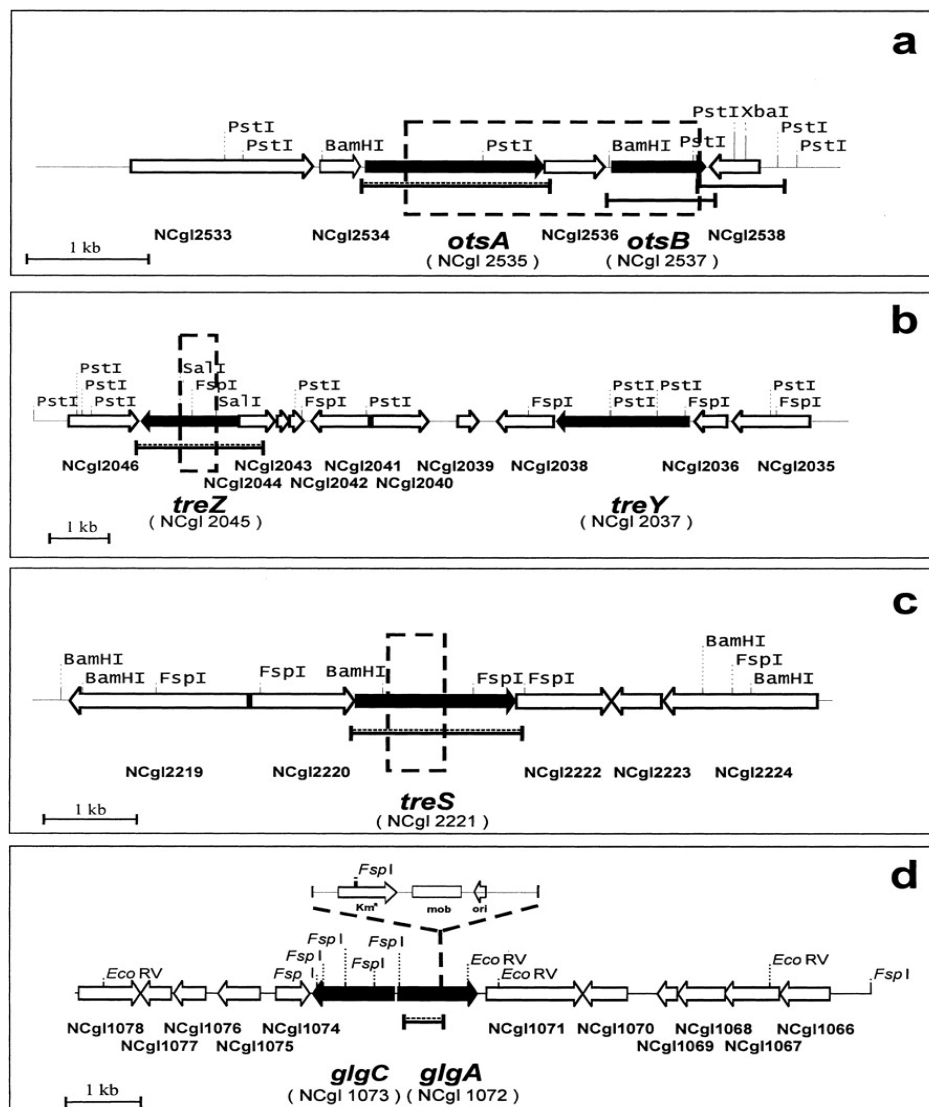 a
PstI XbaI
PstI PstI
PstI BamHI PstI BamHI PstI PstI
NCgl2533 NCgl2534 otsA NCgl2536 otsB NCgl2538
( NCgl 2535 ) ( NCgl 2537 )
1 kb
b
PstI SalI
PstI FspI PstI PstI PstI PstI
PstI PstI SalI FspI PstI FspI PstI FspI FspI
NCgl2046 NCgl2043 NCgl2041 NCgl2039 NCgl2038 NCgl2036 NCgl2035
NCgl2044 NCgl2042 NCgl2040
treZ treY
( NCgl 2045 ) ( NCgl 2037 )
1 kb
c
BamHI
BamHI FspI BamHI FspI
BamHI FspI FspI FspI BamHI
NCgl2219 NCgl2220 NCgl2222 NCgl2223 NCgl2224
treS
( NCgl 2221 )
1 kb
d
FspI
Kmᴿ mob ori
FspI FspI
FspI EcoRV EcoRV
EcoRV FspI FspI EcoRV FspI
NCgl1078 NCgl1076 NCgl1074 NCgl1071 NCgl1070 NCgl1068 NCgl1066
NCgl1077 NCgl1075 NCgl1069 NCgl1067
glgC glgA
( NCgl 1073 ) ( NCgl 1072 )
1 kb